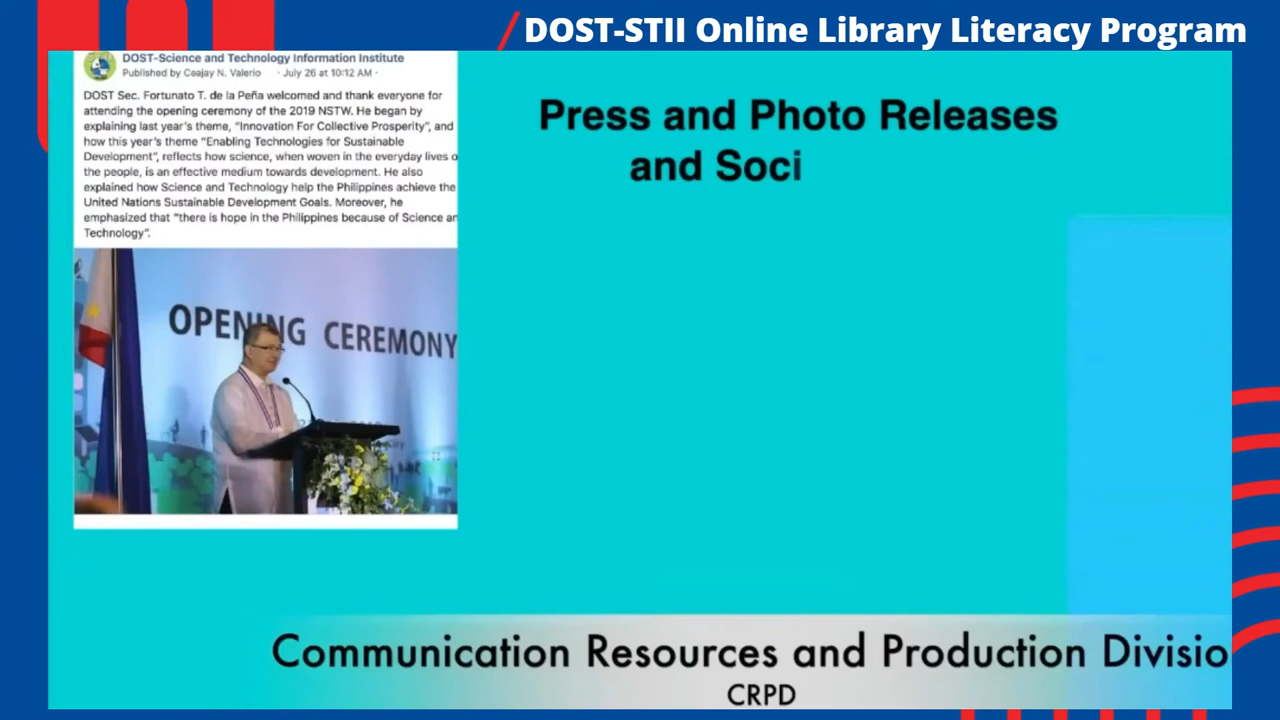 /DOST-STII Online Library Literacy Program
DOST-Science and Technology Information Institute
Published by Ceajay N. Valerio · July 26 at 10:12 AM ·
DOST Sec. Fortunato T. de la Peña welcomed and thank everyone for
attending the opening ceremony of the 2019 NSTW. He began by
explaining last year's theme, "Innovation For Collective Prosperity", and
how this year's theme "Enabling Technologies for Sustainable
Development", reflects how science, when woven in the everyday lives o
the people, is an effective medium towards development. He also
explained how Science and Technology help the Philippines achieve the
United Nations Sustainable Development Goals. Moreover, he
emphasized that "there is hope in the Philippines because of Science an
Technology".
OPENING CEREMONY
Press and Photo Releases
and Soci
Communication Resources and Production Divisio
CRPD